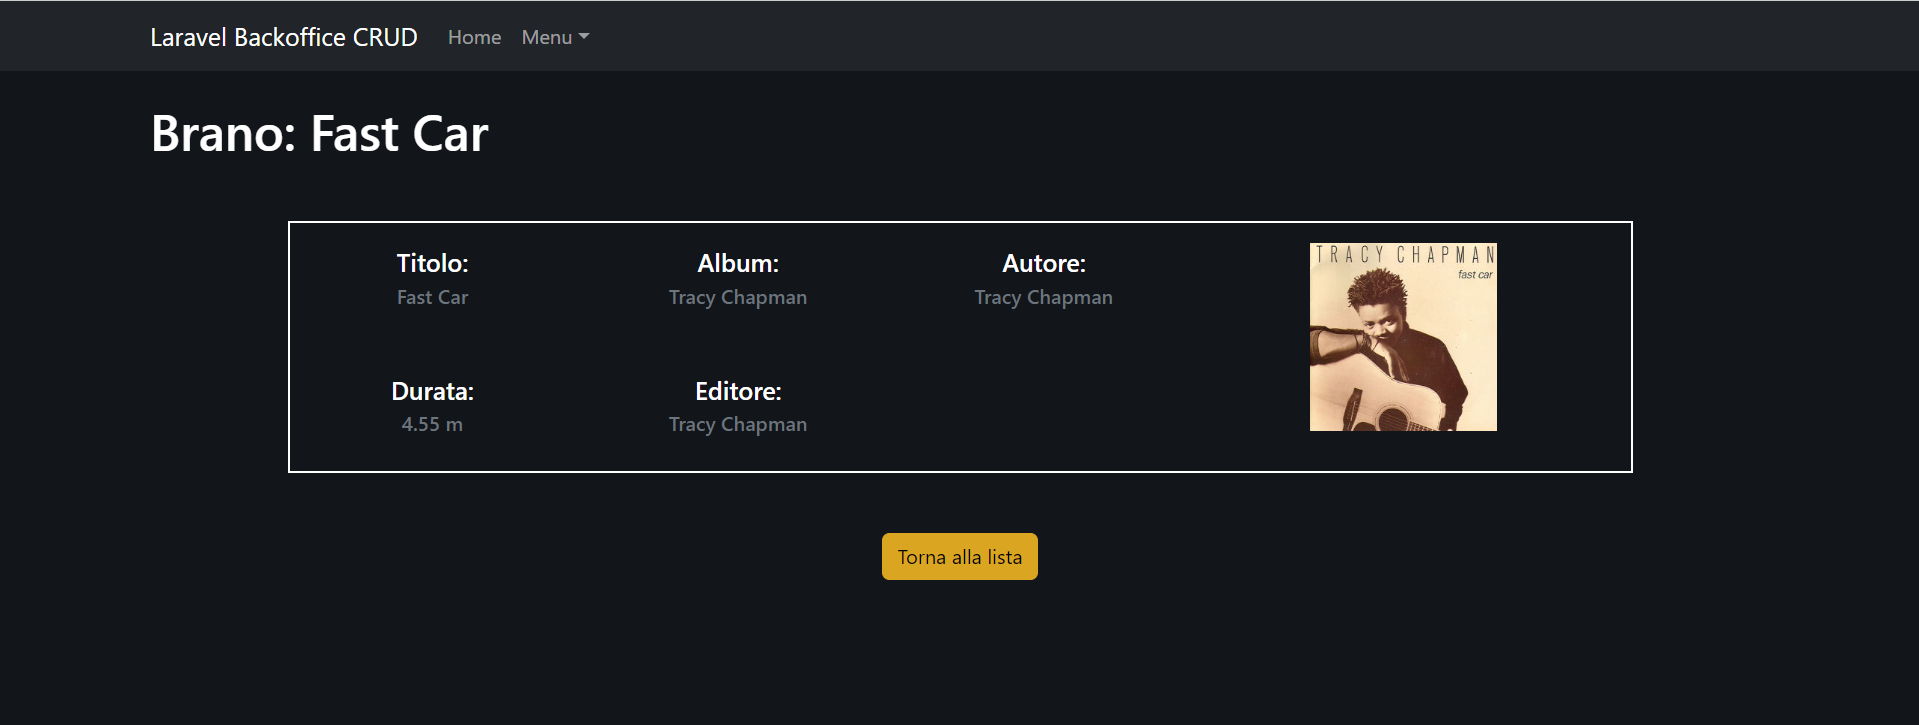 Laravel Backoffice CRUD Home Menu
Brano: Fast Car
Titolo: Album: Autore:
Fast Car Tracy Chapman Tracy Chapman
TRACY CHAPMAN
fast car
Durata: Editore:
4.55 m Tracy Chapman
Torna alla lista